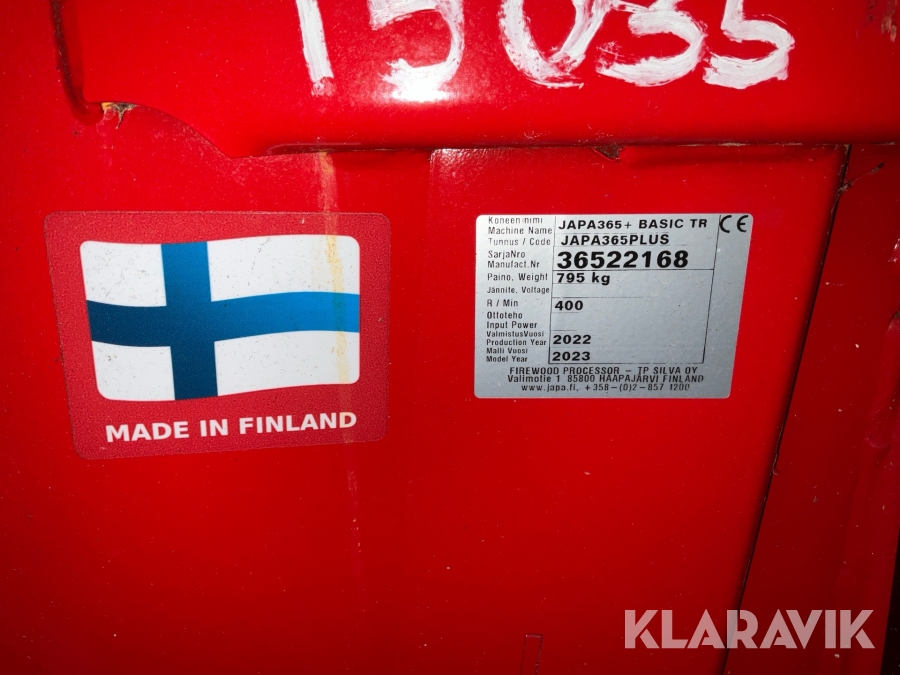 15035
MADE IN FINLAND
Koneen nimi
Machine Name JAPA365+ BASIC TR CE
Tunnus / Code JAPA365PLUS
SarjaNro
Manufact.Nr 36522168
Paino, Weight 795 kg
Jännite, Voltage
R / Min 400
Ottoteho
Input Power
ValmistusVuosi
Production Year 2022
Malli Vuosi
Model Year 2023
FIREWOOD PROCESSOR - TP SILVA OY
Valimotie 1 85800 HAAPAJÄRVI FINLAND
www.japa.fi, +358-(0)2-857 1200
KLARAVIK